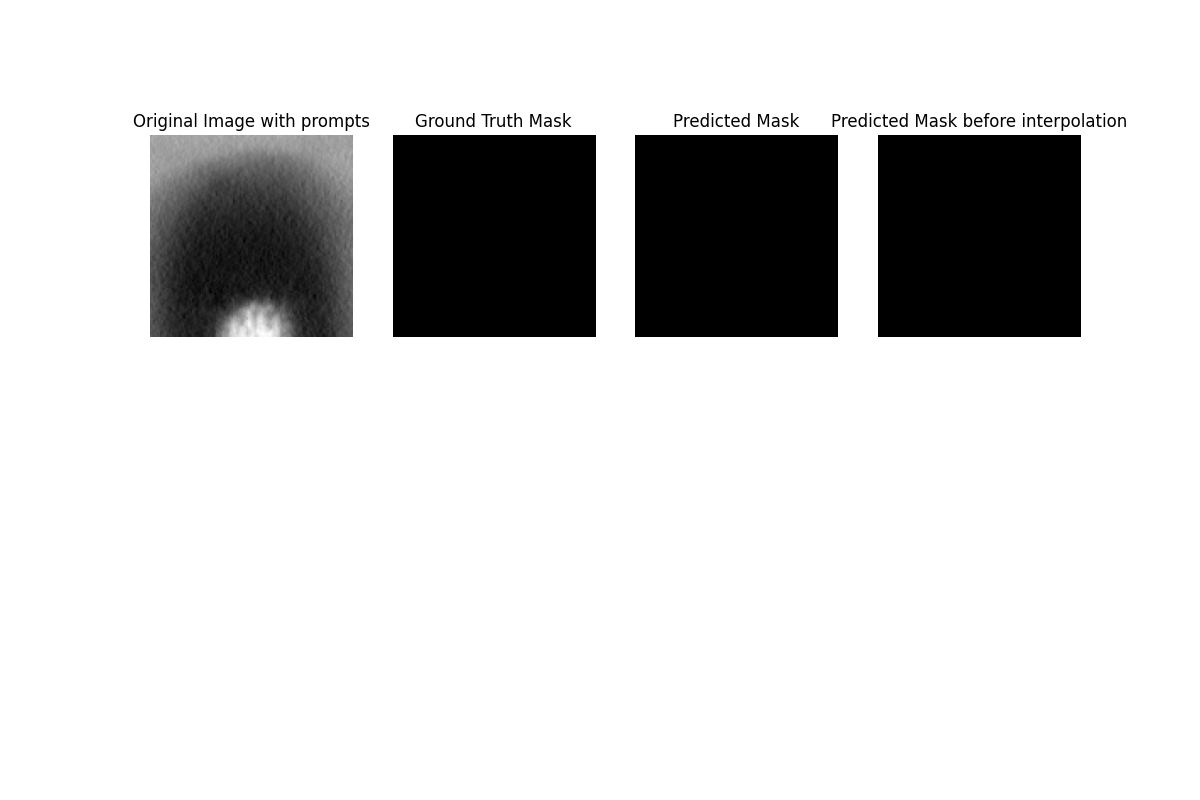 Original Image with prompts
Ground Truth Mask
Predicted Mask
Predicted Mask before interpolation